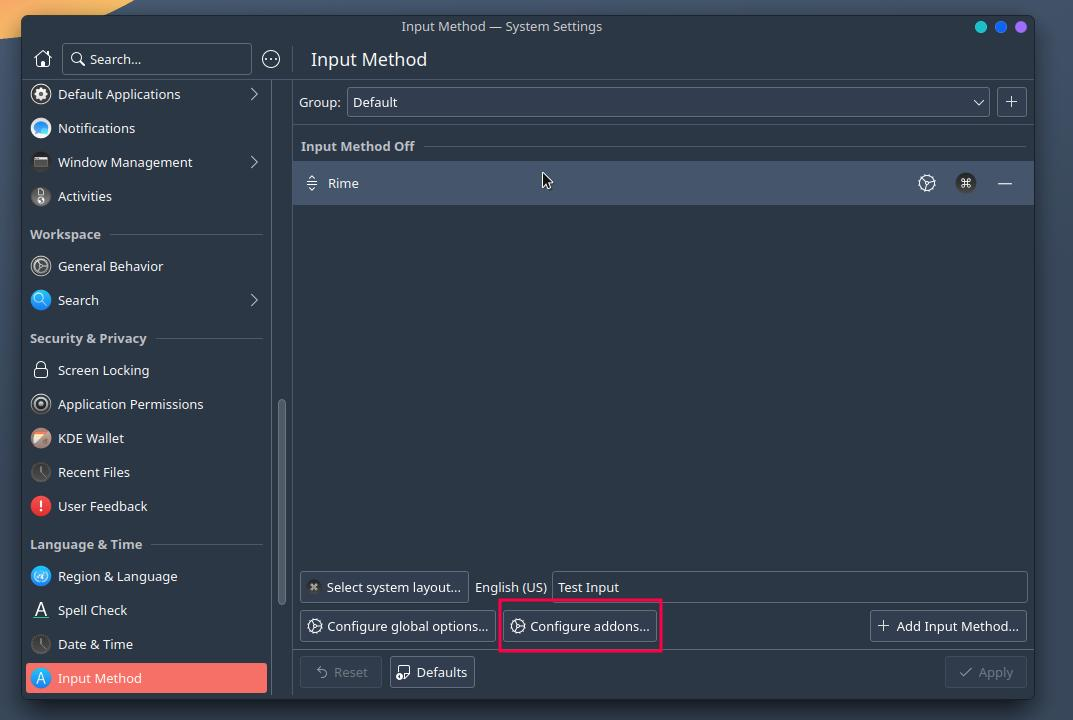 Input Method — System Settings
Search...
Input Method
Default Applications
Notifications
Window Management
Activities
Workspace
General Behavior
Search
Security & Privacy
Screen Locking
Application Permissions
KDE Wallet
Recent Files
User Feedback
Language & Time
Region & Language
Spell Check
Date & Time
Input Method
Group: Default
Input Method Off
Rime
Select system layout... English (US) Test Input
Configure global options... Configure addons... Add Input Method...
Reset Defaults Apply